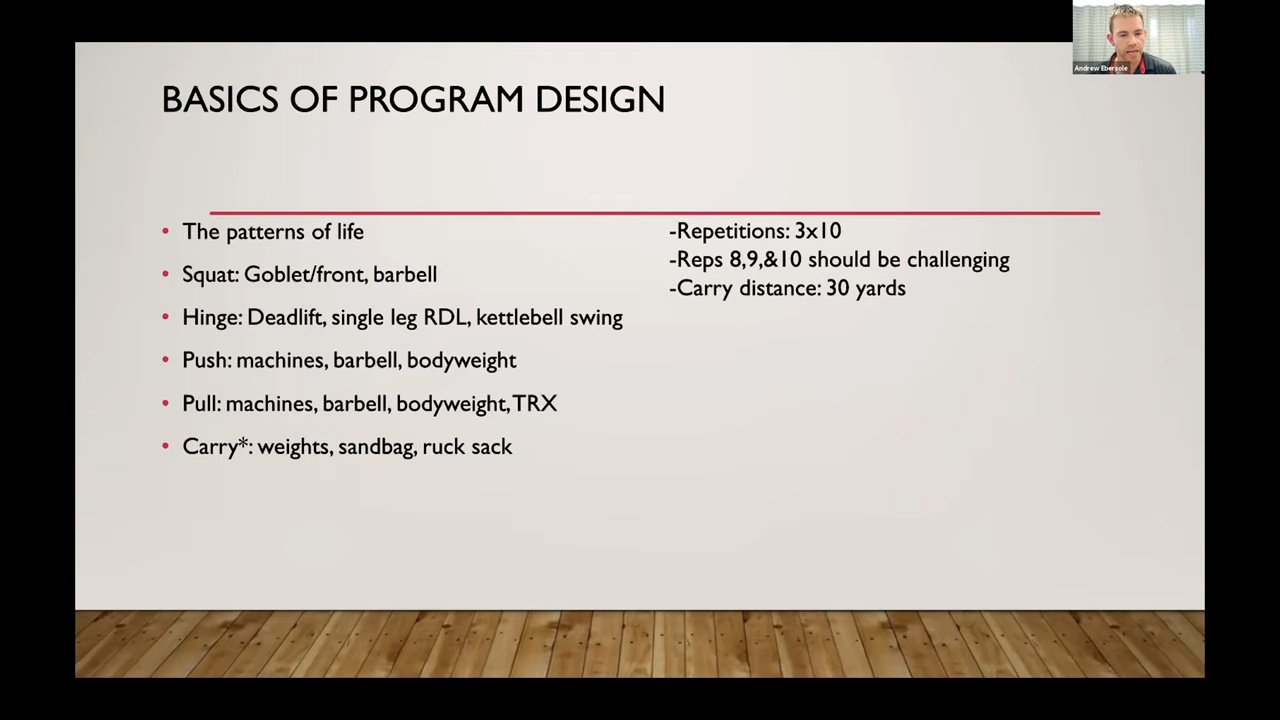 BASICS OF PROGRAM DESIGN
• The patterns of life
• Squat: Goblet/front, barbell
• Hinge: Deadlift, single leg RDL, kettlebell swing
• Push: machines, barbell, bodyweight
• Pull: machines, barbell, bodyweight, TRX
• Carry*: weights, sandbag, ruck sack
-Repetitions: 3x10
-Reps 8,9,&10 should be challenging
-Carry distance: 30 yards
Andrew Ebersole